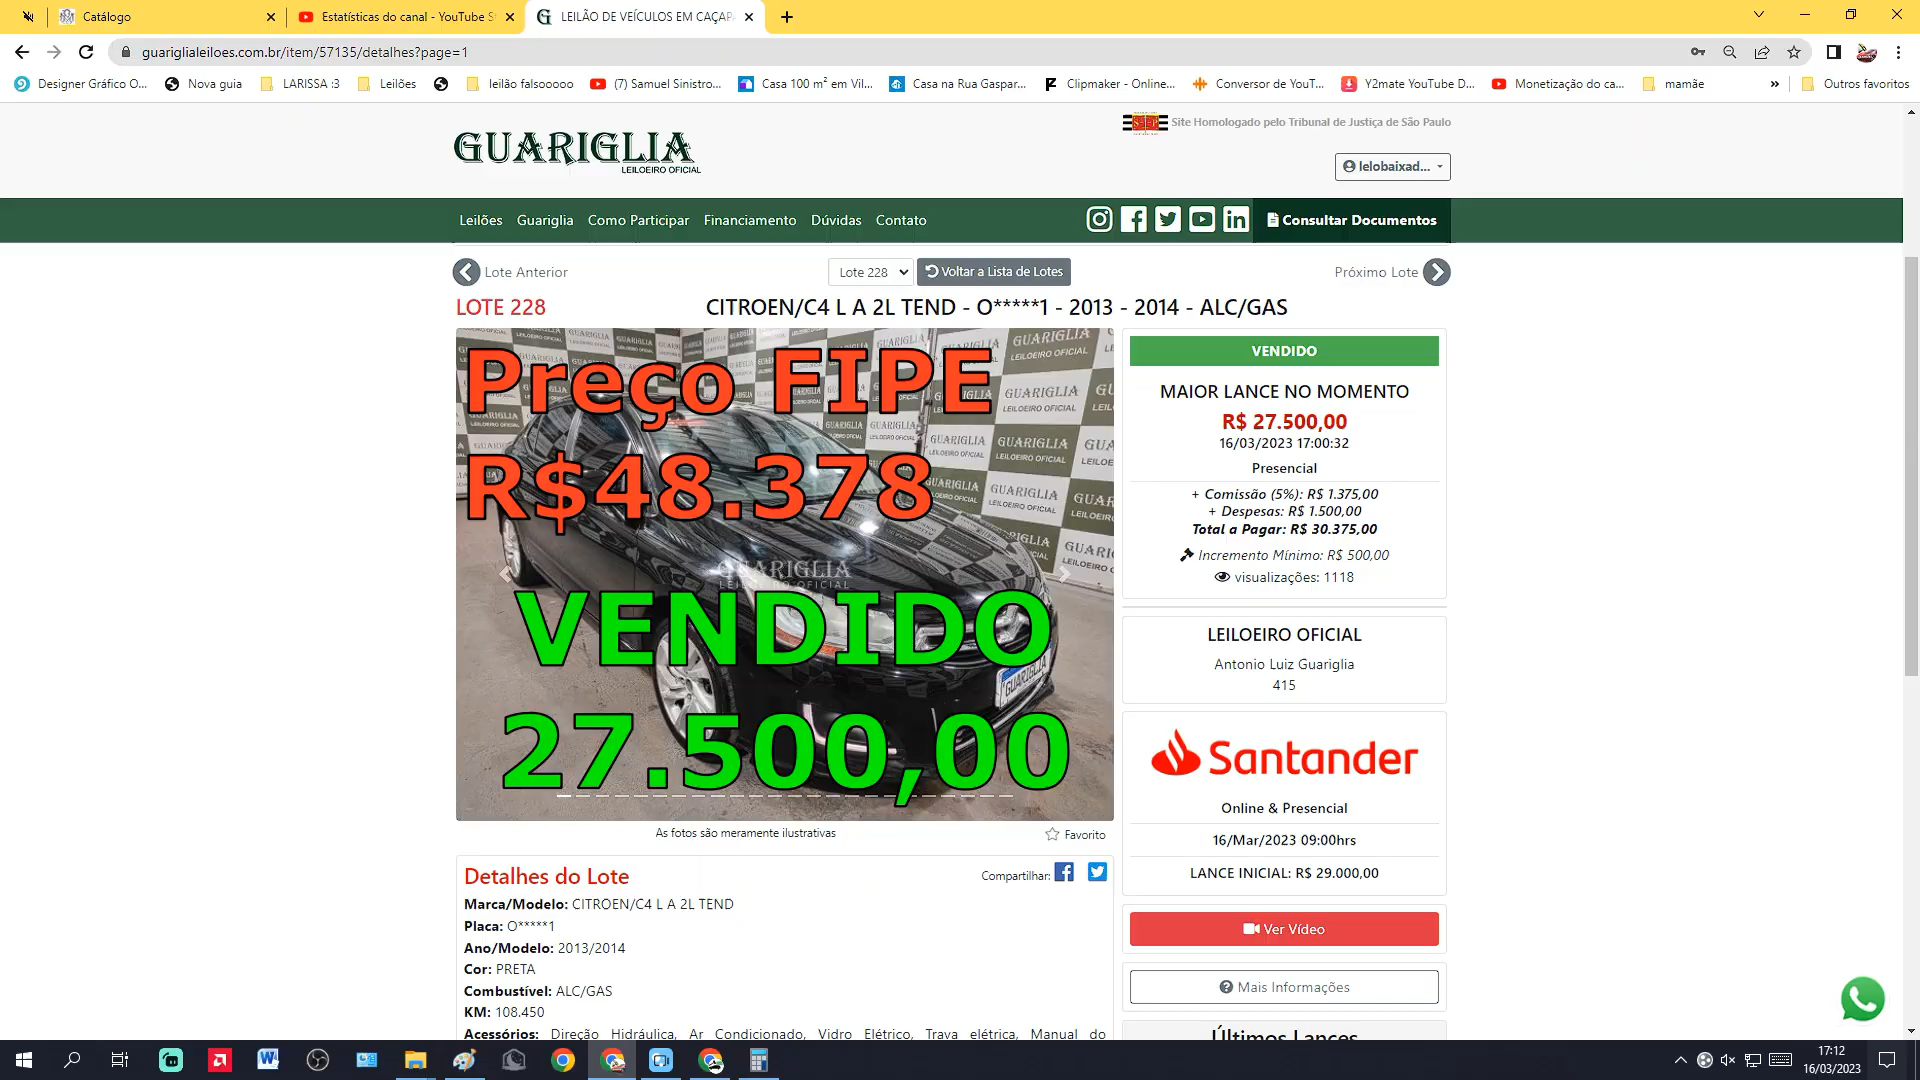 Catálogo
Estatísticas do canal - YouTube S
LEILÃO DE VEÍCULOS EM CAÇAP
guariglialeiloes.com.br/item/57135/detalhes?page=1
Designer Gráfico O...
Nova guia
LARISSA :3
Leilões
leilão falsooooo
(7) Samuel Sinistro...
Casa 100 m² em Vil...
Casa na Rua Gaspar...
Clipmaker - Online...
Conversor de YouT...
Y2mate YouTube D...
Monetização do ca...
mamãe
»
Outros favoritos
GUARIGLIA
LEILOEIRO OFICIAL
Site Homologado pelo Tribunal de Justiça de São Paulo
lelobaixad...
Leilões
Guariglia
Como Participar
Financiamento
Dúvidas
Contato
Consultar Documentos
Lote Anterior
Lote 228
Voltar a Lista de Lotes
Próximo Lote
LOTE 228
CITROEN/C4 L A 2L TEND - O*****1 - 2013 - 2014 - ALC/GAS
Preço FIPE
R$48.378
GUARIGLIA
LEILOEIRO OFICIAL
VENDIDO
27.500,00
GUARIGLIA
As fotos são meramente ilustrativas
Favorito
VENDIDO
MAIOR LANCE NO MOMENTO
R$ 27.500,00
16/03/2023 17:00:32
Presencial
+ Comissão (5%): R$ 1.375,00
+ Despesas: R$ 1.500,00
Total a Pagar: R$ 30.375,00
Incremento Mínimo: R$ 500,00
visualizações: 1118
LEILOEIRO OFICIAL
Antonio Luiz Guariglia
415
Santander
Online & Presencial
16/Mar/2023 09:00hrs
LANCE INICIAL: R$ 29.000,00
Ver Vídeo
Mais Informações
Últimos Lances
Detalhes do Lote
Compartilhar:
Marca/Modelo: CITROEN/C4 L A 2L TEND
Placa: O*****1
Ano/Modelo: 2013/2014
Cor: PRETA
Combustível: ALC/GAS
KM: 108.450
Acessórios: Direção Hidráulica, Ar Condicionado, Vidro Elétrico, Trava elétrica, Manual do
17:12
16/03/2023